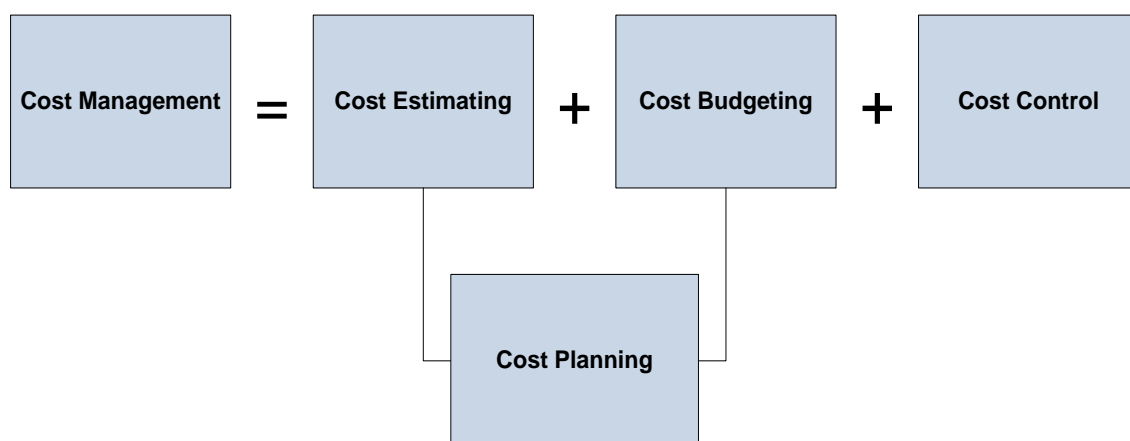 Cost Management = Cost Estimating + Cost Budgeting + Cost Control
Cost Planning